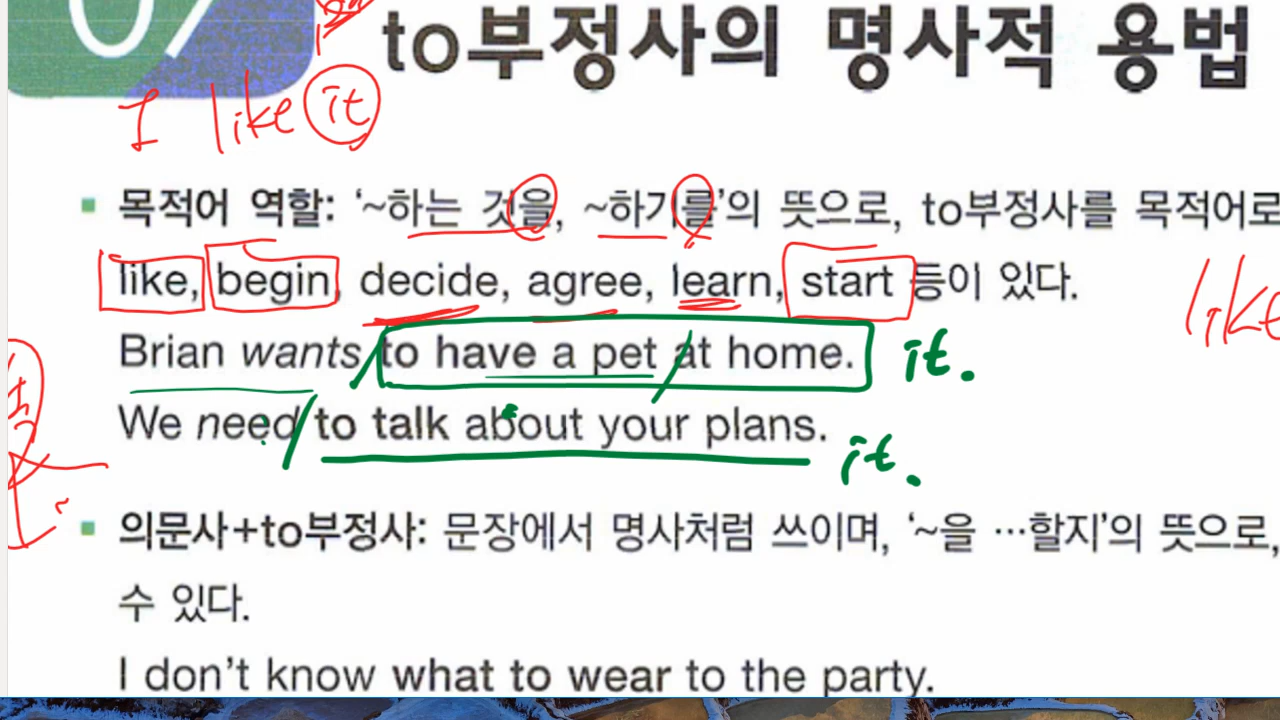 07
to부정사의 명사적 용법
I like it
목적어 역할: ‘~하는 것을, ~하기를’의 뜻으로, to부정사를 목적어로
like, begin, decide, agree, learn, start 등이 있다.
like
Brian wants to have a pet at home. it.
We need to talk about your plans. it.
의문사+to부정사: 문장에서 명사처럼 쓰이며, ‘~을 …할지’의 뜻으로,
수 있다.
I don’t know what to wear to the party.